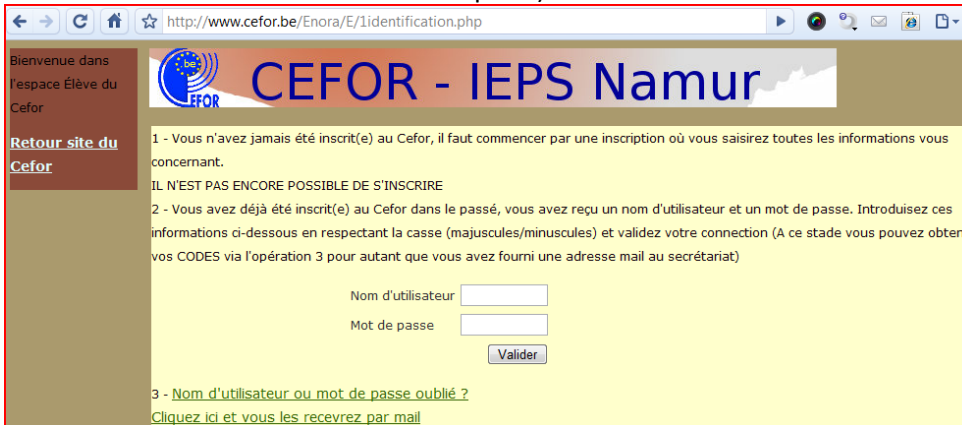 http://www.cefor.be/Enora/E/1identification.php
Bienvenue dans
l'espace Élève du
Cefor
Retour site du
Cefor
.be
CEFOR
CEFOR - IEPS Namur
1 - Vous n'avez jamais été inscrit(e) au Cefor, il faut commencer par une inscription où vous saisirez toutes les informations vous
concernant.
IL N'EST PAS ENCORE POSSIBLE DE S'INSCRIRE
2 - Vous avez déjà été inscrit(e) au Cefor dans le passé, vous avez reçu un nom d'utilisateur et un mot de passe. Introduisez ces
informations ci-dessous en respectant la casse (majuscules/minuscules) et validez votre connection (A ce stade vous pouvez obten
vos CODES via l'opération 3 pour autant que vous avez fourni une adresse mail au secrétariat)
Nom d'utilisateur
Mot de passe
Valider
3 - Nom d'utilisateur ou mot de passe oublié ?
Cliquez ici et vous les recevrez par mail